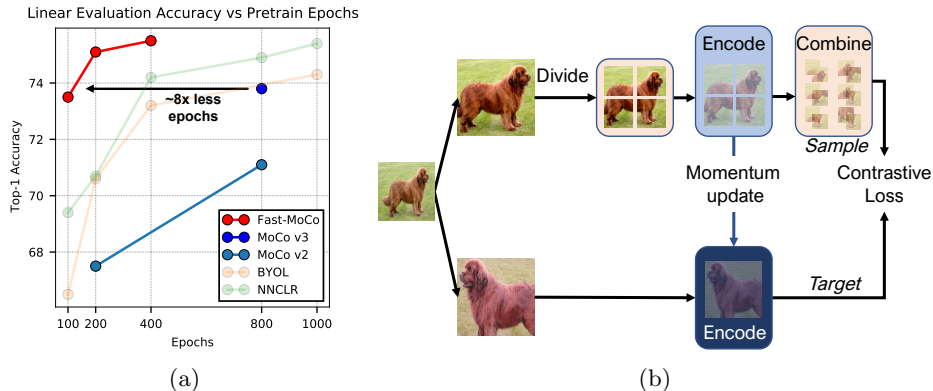 Linear Evaluation Accuracy vs Pretrain Epochs
Top-1 Accuracy
74
72
70
68
~8x less
epochs
Fast-MoCo
MoCo v3
MoCo v2
BYOL
NNCLR
100 200 400 800 1000
Epochs
(a)
Divide
Encode
Combine
Sample
Momentum
update
Contrastive
Loss
Target
Encode
(b)